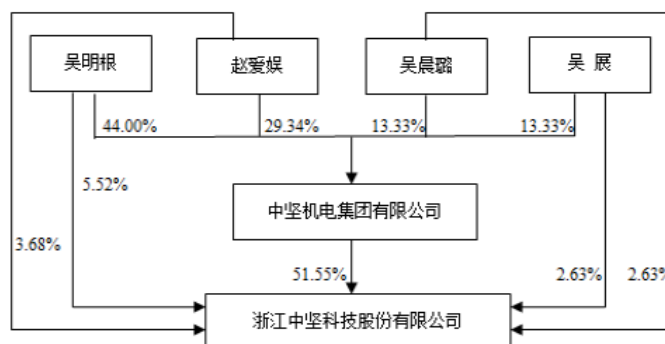 吴明根
赵爱娱
吴晨璐
吴 展
44.00%
29.34%
13.33%
13.33%
5.52%
中坚机电集团有限公司
3.68%
51.55%
2.63%
2.63%
浙江中坚科技股份有限公司